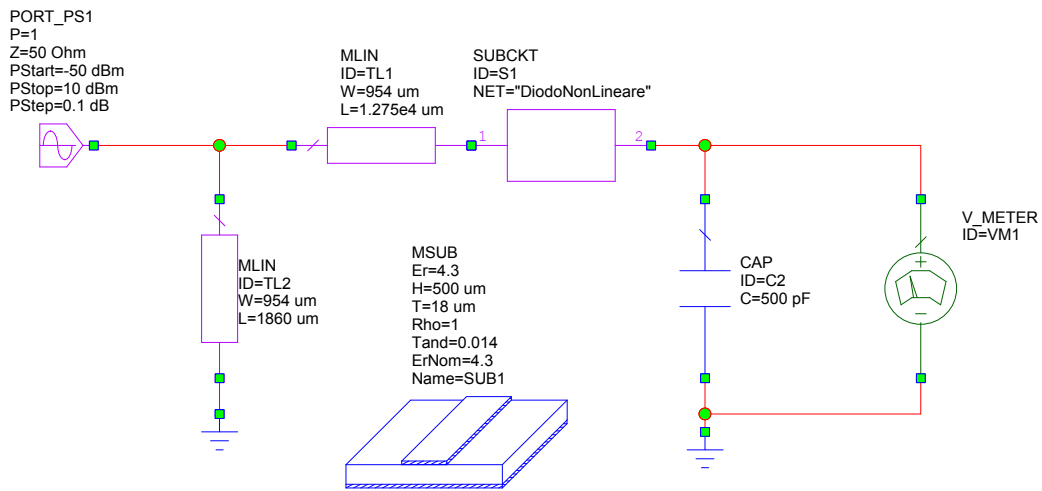 PORT_PS1
P=1
Z=50 Ohm
PStart=-50 dBm
PStop=10 dBm
PStep=0.1 dB
MLIN
ID=TL1
W=954 um
L=1.275e4 um
SUBCKT
ID=S1
NET="DiodoNonLineare"
1
2
MLIN
ID=TL2
W=954 um
L=1860 um
MSUB
Er=4.3
H=500 um
T=18 um
Rho=1
Tand=0.014
ErNom=4.3
Name=SUB1
CAP
ID=C2
C=500 pF
V_METER
ID=VM1